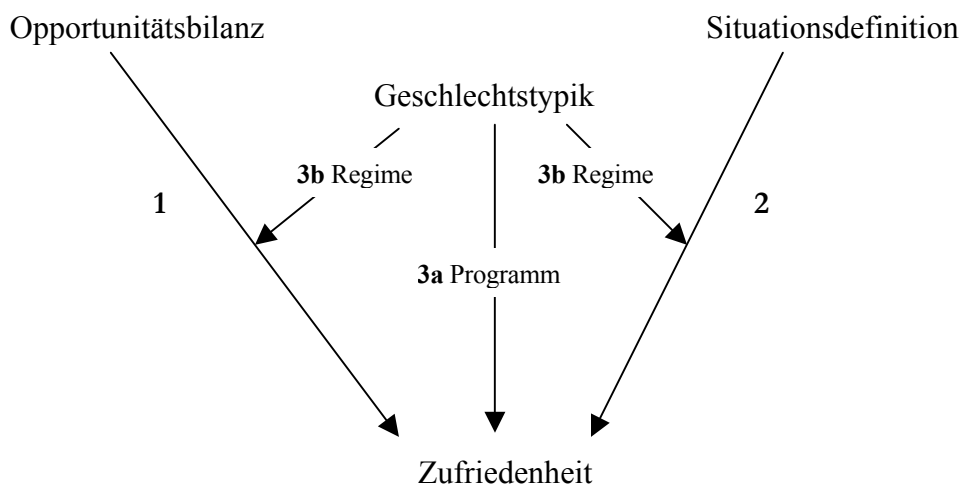 Opportunitätsbilanz
Situationsdefinition
Geschlechtstypik
3b Regime
3b Regime
1
2
3a Programm
Zufriedenheit